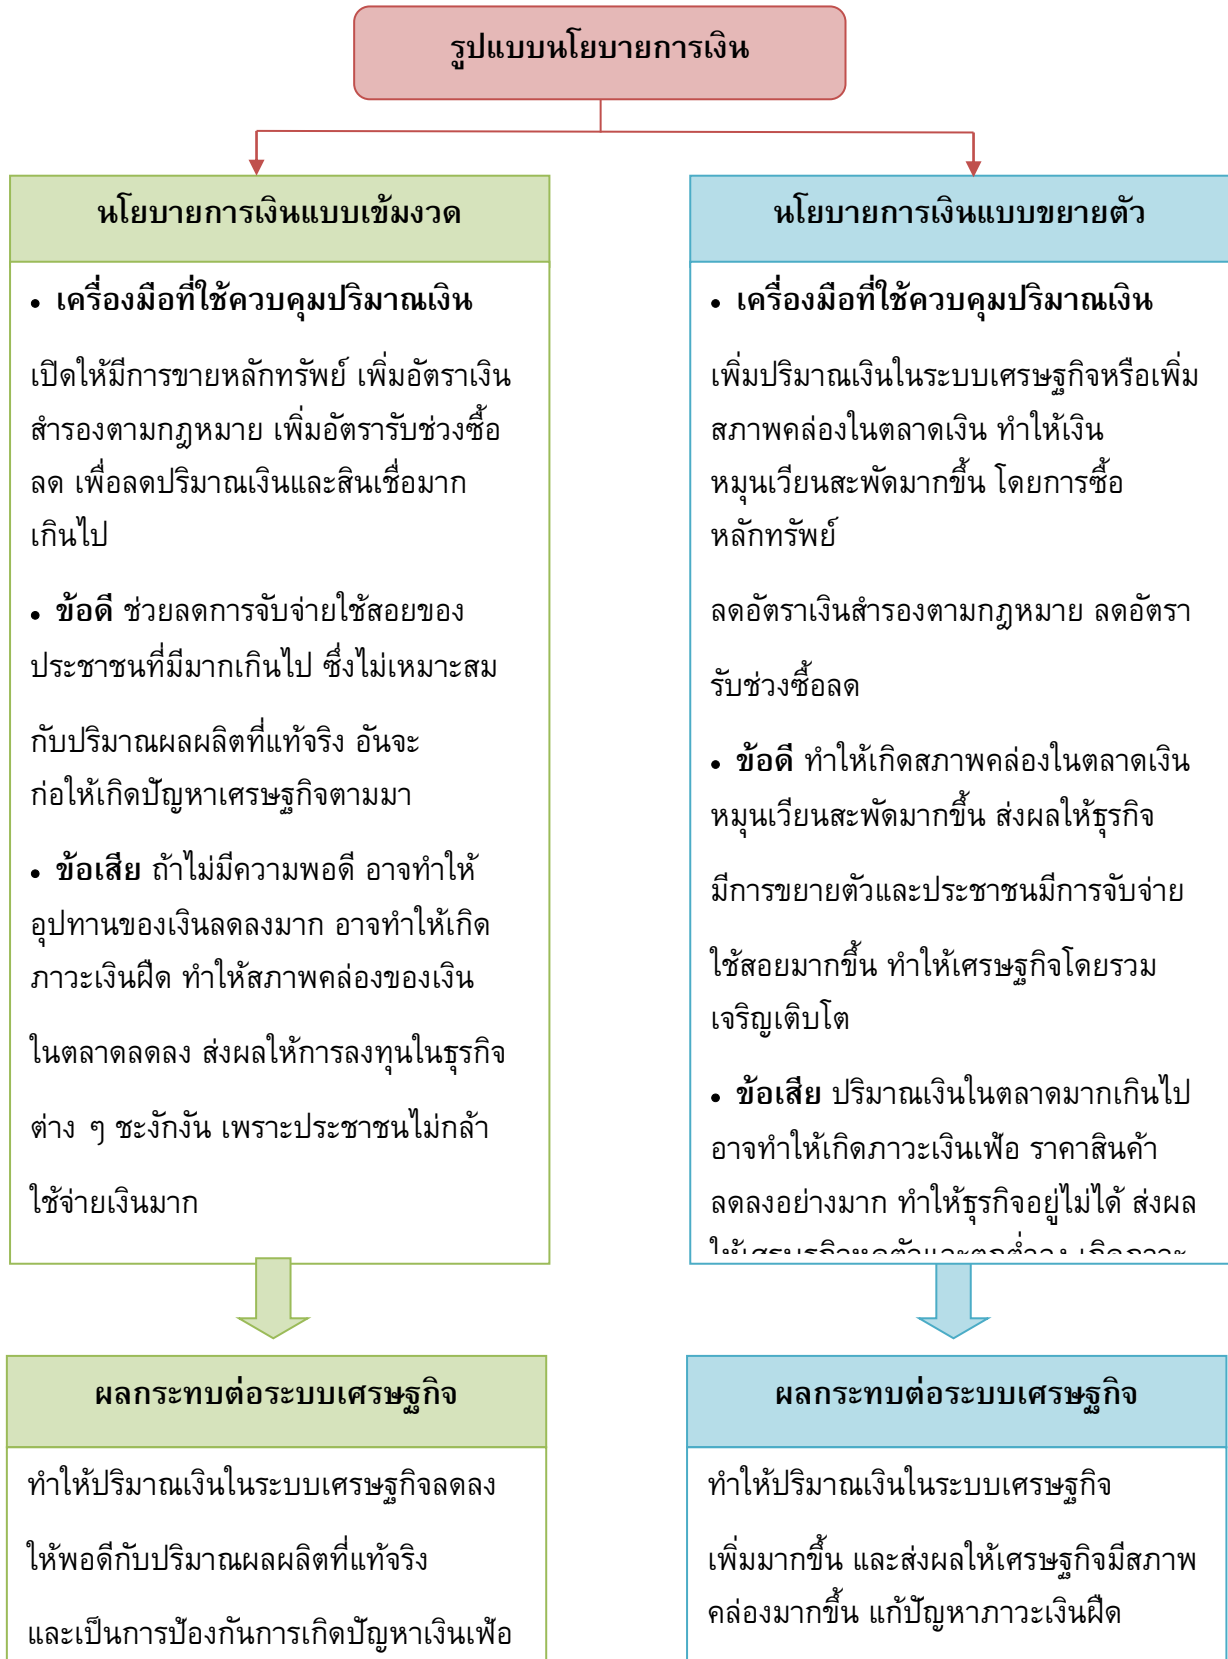 รูปแบบนโยบายการเงิน
นโยบายการเงินแบบเข้มงวด
• เครื่องมือที่ใช้ควบคุมปริมาณเงิน
เปิดให้มีการขายหลักทรัพย์ เพิ่มอัตราเงิน
สำรองตามกฎหมาย เพิ่มอัตรารับช่วงซื้อ
ลด เพื่อลดปริมาณเงินและสินเชื่อมาก
เกินไป
• ข้อดี ช่วยลดการจับจ่ายใช้สอยของ
ประชาชนที่มีมากเกินไป ซึ่งไม่เหมาะสม
กับปริมาณผลผลิตที่แท้จริง อันจะ
ก่อให้เกิดปัญหาเศรษฐกิจตามมา
• ข้อเสีย ถ้าไม่มีความพอดี อาจทำให้
อุปทานของเงินลดลงมาก อาจทำให้เกิด
ภาวะเงินฝืด ทำให้สภาพคล่องของเงิน
ในตลาดลดลง ส่งผลให้การลงทุนในธุรกิจ
ต่าง ๆ ชะงักงัน เพราะประชาชนไม่กล้า
ใช้จ่ายเงินมาก
ผลกระทบต่อระบบเศรษฐกิจ
ทำให้ปริมาณเงินในระบบเศรษฐกิจลดลง
ให้พอดีกับปริมาณผลผลิตที่แท้จริง
และเป็นการป้องกันการเกิดปัญหาเงินเฟ้อ
นโยบายการเงินแบบขยายตัว
• เครื่องมือที่ใช้ควบคุมปริมาณเงิน
เพิ่มปริมาณเงินในระบบเศรษฐกิจหรือเพิ่ม
สภาพคล่องในตลาดเงิน ทำให้เงิน
หมุนเวียนสะพัดมากขึ้น โดยการซื้อ
หลักทรัพย์
ลดอัตราเงินสำรองตามกฎหมาย ลดอัตรา
รับช่วงซื้อลด
• ข้อดี ทำให้เกิดสภาพคล่องในตลาดเงิน
หมุนเวียนสะพัดมากขึ้น ส่งผลให้ธุรกิจ
มีการขยายตัวและประชาชนมีการจับจ่าย
ใช้สอยมากขึ้น ทำให้เศรษฐกิจโดยรวม
เจริญเติบโต
• ข้อเสีย ปริมาณเงินในตลาดมากเกินไป
อาจทำให้เกิดภาวะเงินเฟ้อ ราคาสินค้า
ลดลงอย่างมาก ทำให้ธุรกิจอยู่ไม่ได้ ส่งผล
ให้เศรษฐกิจหดตัวและตกต่ำลง เกิดภาวะ
ผลกระทบต่อระบบเศรษฐกิจ
ทำให้ปริมาณเงินในระบบเศรษฐกิจ
เพิ่มมากขึ้น และส่งผลให้เศรษฐกิจมีสภาพ
คล่องมากขึ้น แก้ปัญหาภาวะเงินฝืด